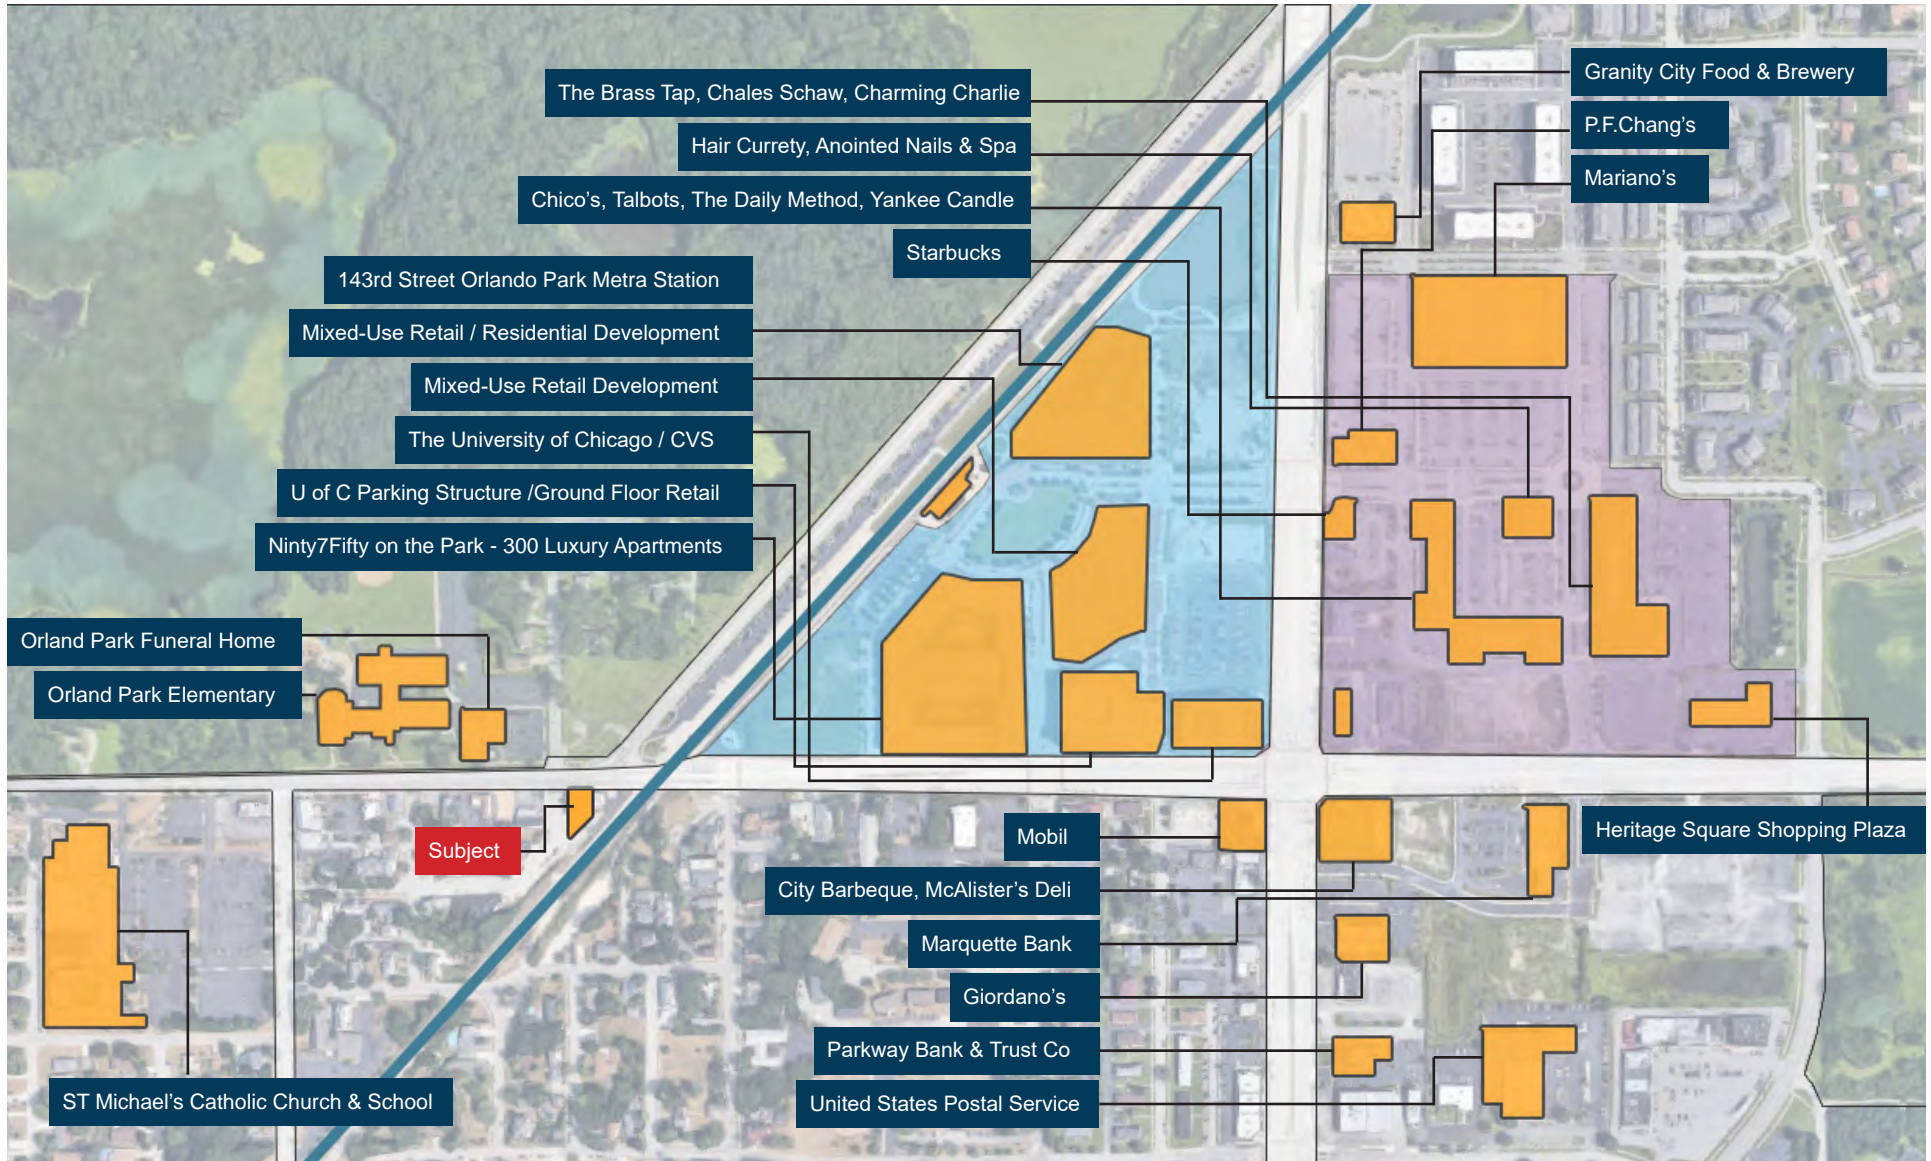 The Brass Tap, Chales Schaw, Charming Charlie
Hair Currety, Anointed Nails & Spa
Chico's, Talbots, The Daily Method, Yankee Candle
Starbucks
Granity City Food & Brewery
P.F.Chang's
Mariano's
143rd Street Orlando Park Metra Station
Mixed-Use Retail / Residential Development
Mixed-Use Retail Development
The University of Chicago / CVS
U of C Parking Structure /Ground Floor Retail
Ninty7Fifty on the Park - 300 Luxury Apartments
Orland Park Funeral Home
Orland Park Elementary
Subject
Mobil
City Barbeque, McAlister's Deli
Marquette Bank
Giordano's
Parkway Bank & Trust Co
United States Postal Service
Heritage Square Shopping Plaza
ST Michael's Catholic Church & School